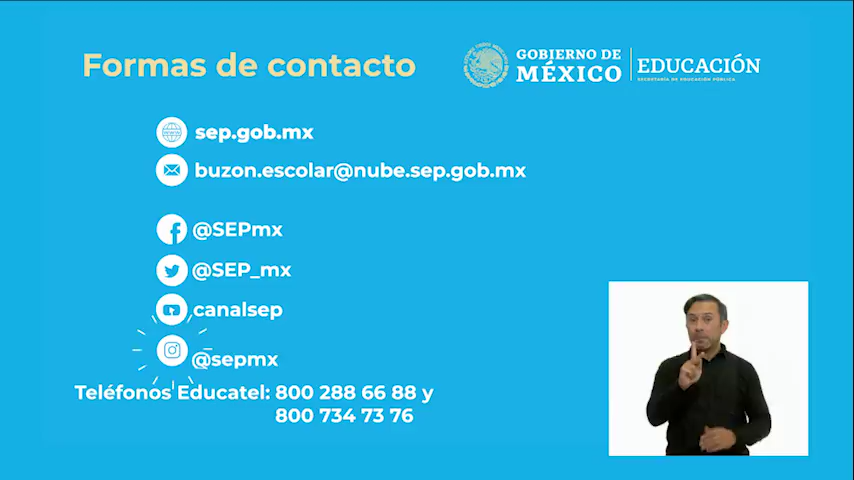 Formas de contacto
GOBIERNO DE
MÉXICO
EDUCACIÓN
SECRETARÍA DE EDUCACIÓN PÚBLICA
sep.gob.mx
buzon.escolar@nube.sep.gob.mx
@SEPmx
@SEP_mx
canalsep
@sepmx
Teléfonos Educatel: 800 288 66 88 y
800 734 73 76